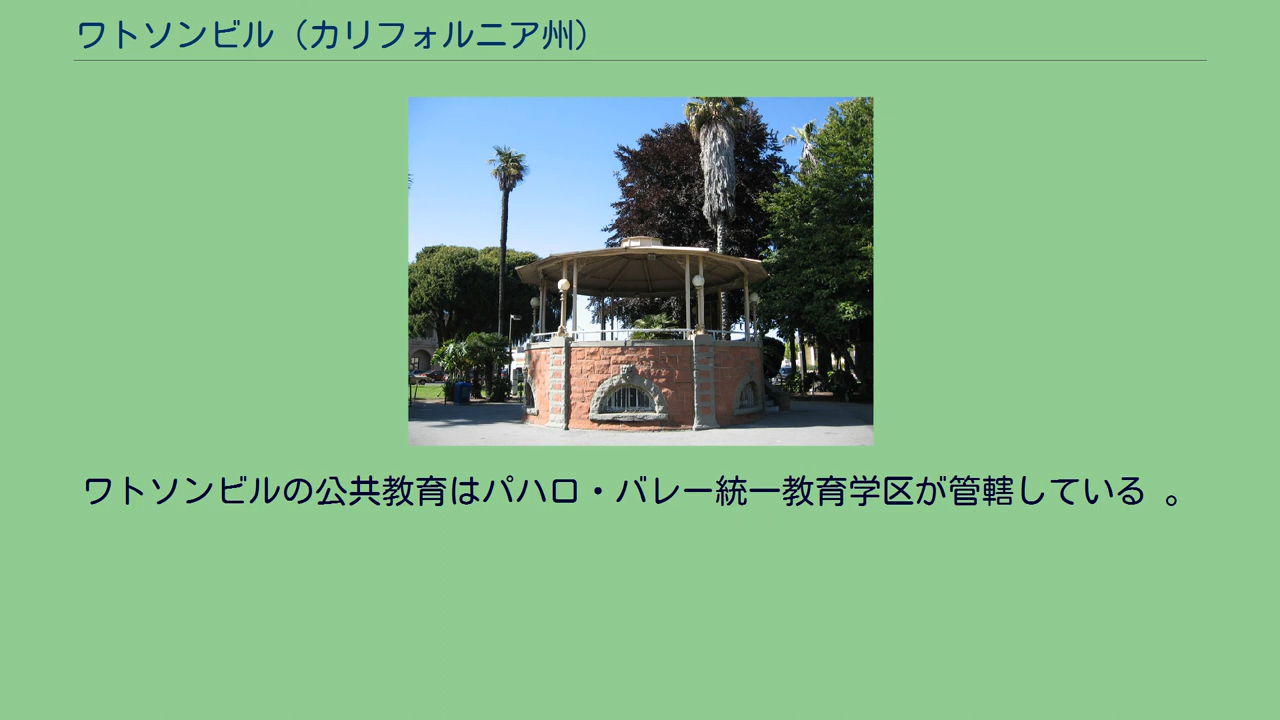 ワトソンビル（カリフォルニア州）
ワトソンビルの公共教育はパハロ・バレー統一教育学区が管轄している 。